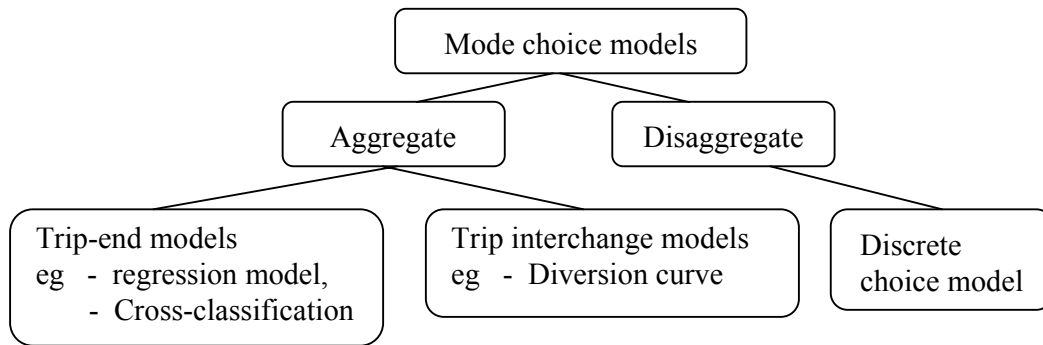 Mode choice models
Aggregate
Disaggregate
Trip-end models
eg - regression model,
- Cross-classification
Trip interchange models
eg - Diversion curve
Discrete
choice model